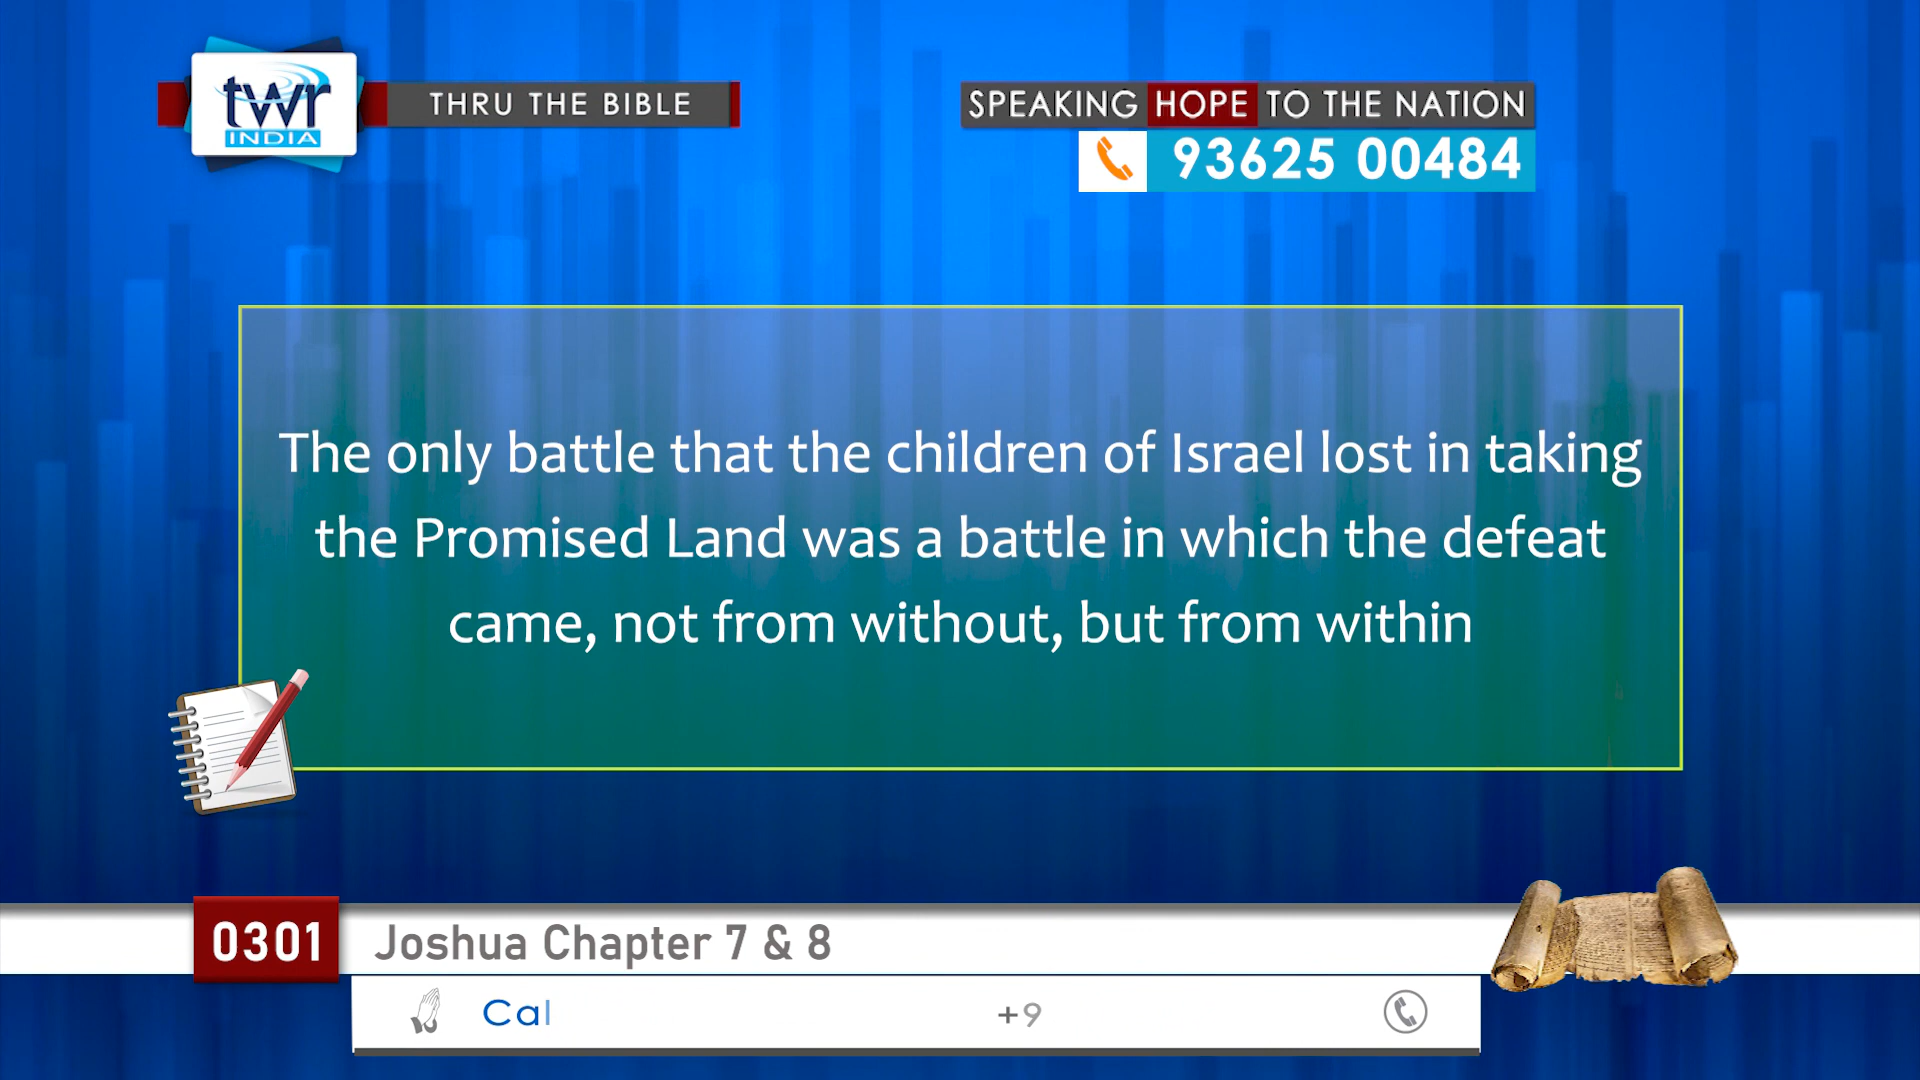 twr
INDIA
THRU THE BIBLE
SPEAKING HOPE TO THE NATION
93625 00484
The only battle that the children of Israel lost in taking
the Promised Land was a battle in which the defeat
came, not from without, but from within
0301
Joshua Chapter 7 & 8
Cal +9